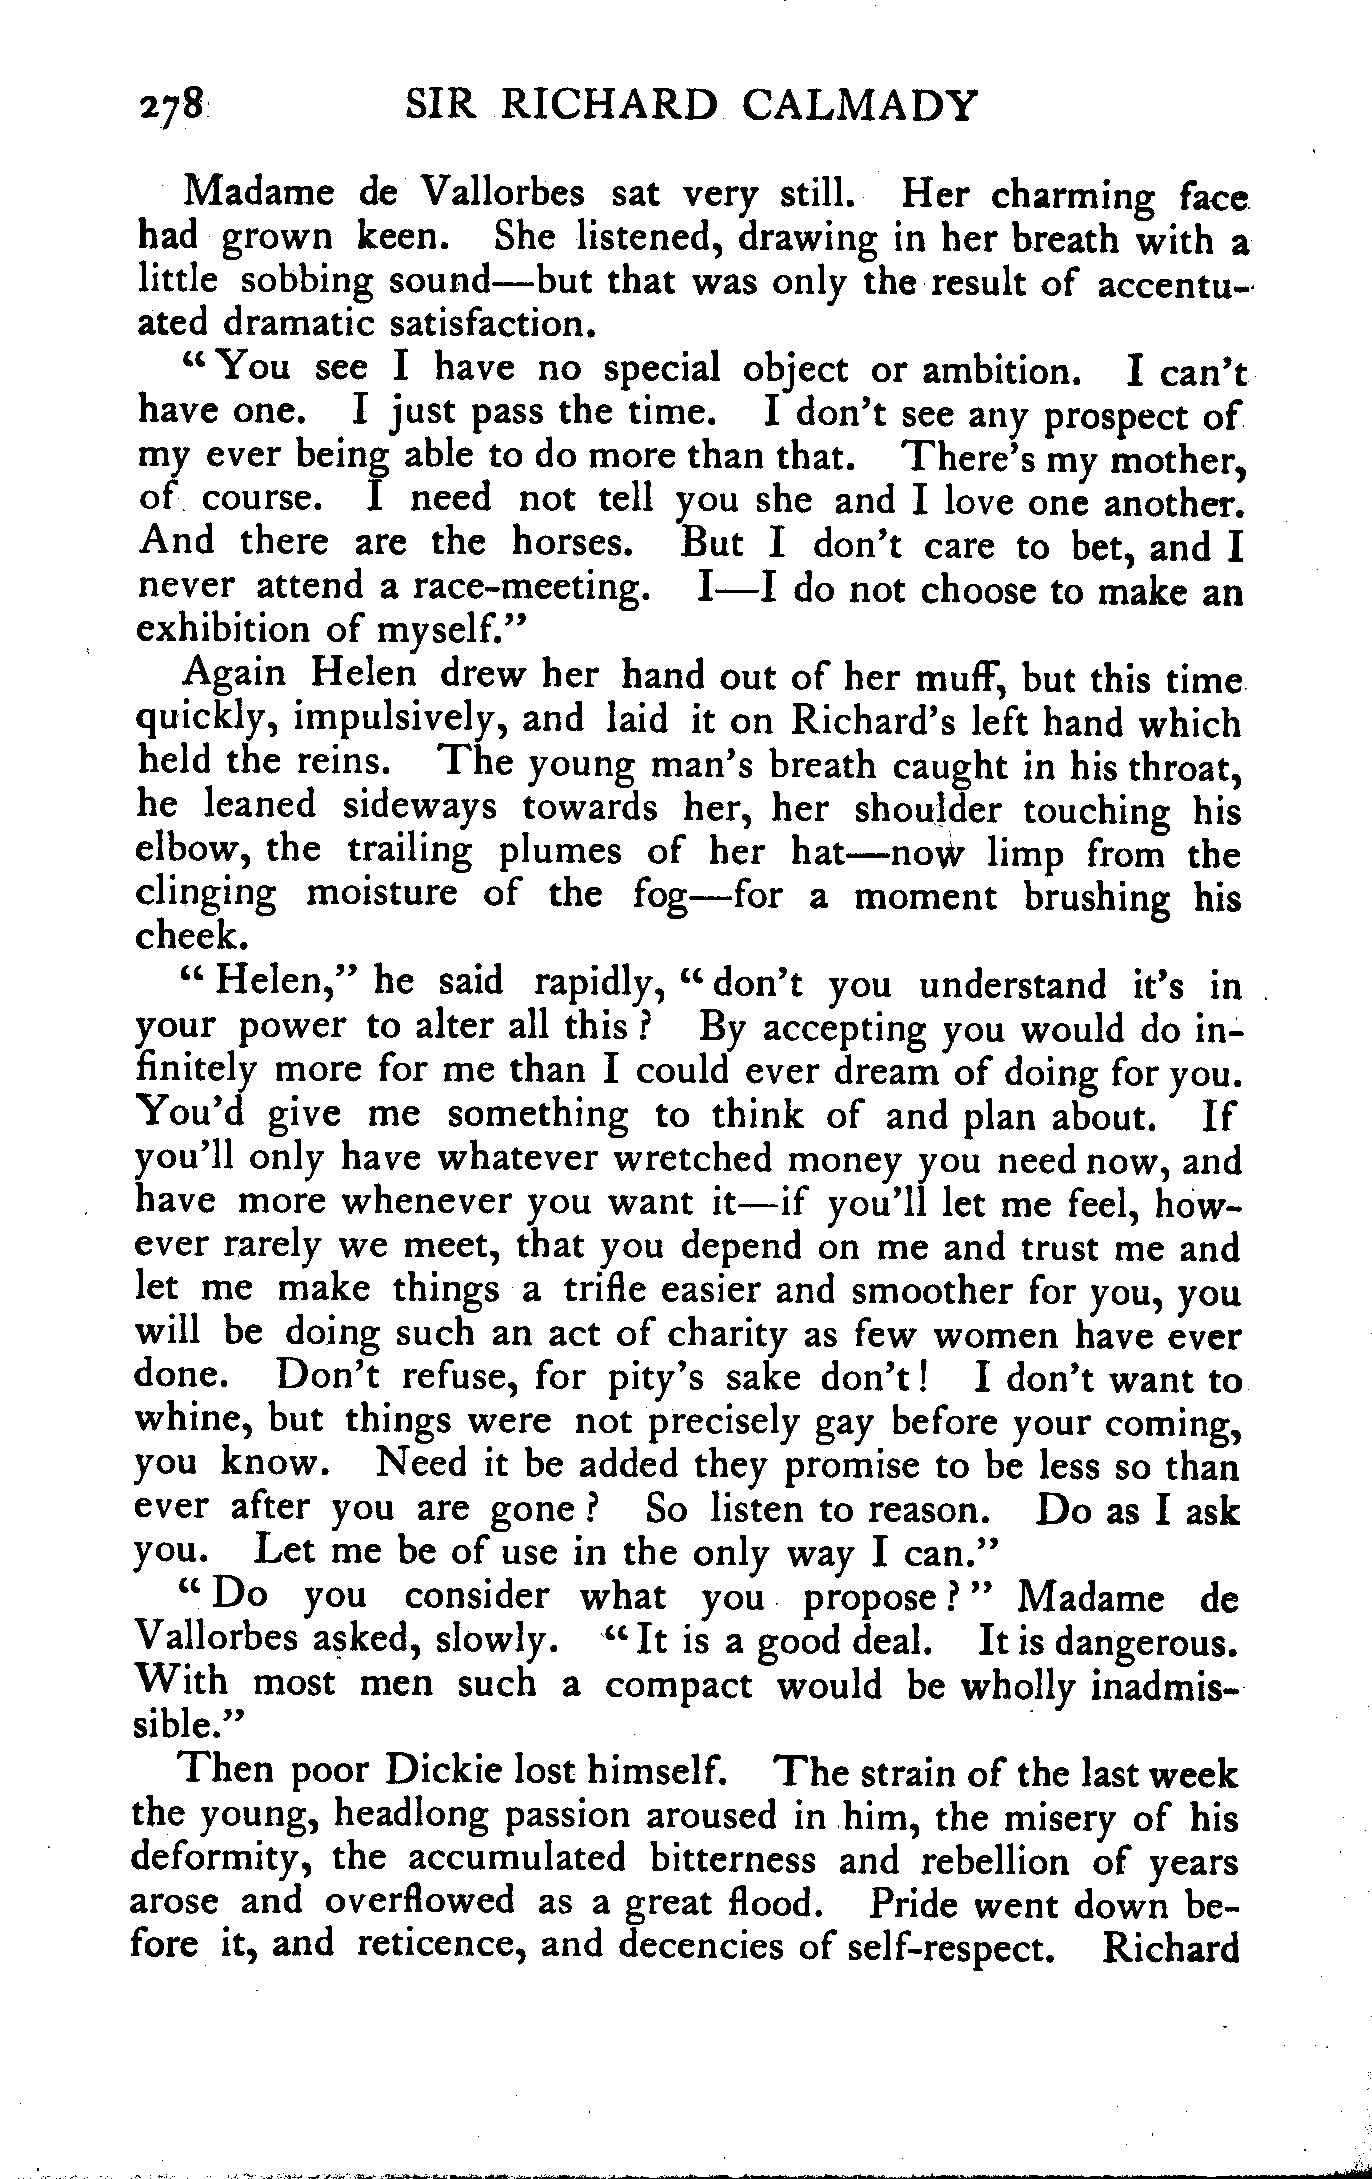 278 SIR RICHARD CALMADY
Madame de Vallorbes sat very still. Her charming face
had grown keen. She listened, drawing in her breath with a
little sobbing sound—but that was only the result of accentu-
ated dramatic satisfaction.
“You see I have no special object or ambition. I can’t
have one. I just pass the time. I don’t see any prospect of
my ever being able to do more than that. There’s my mother,
of course. I need not tell you she and I love one another.
And there are the horses. But I don’t care to bet, and I
never attend a race-meeting. I—I do not choose to make an
exhibition of myself.”
Again Helen drew her hand out of her muff, but this time
quickly, impulsively, and laid it on Richard’s left hand which
held the reins. The young man’s breath caught in his throat,
he leaned sideways towards her, her shoulder touching his
elbow, the trailing plumes of her hat—now limp from the
clinging moisture of the fog—for a moment brushing his
cheek.
“Helen,” he said rapidly, “don’t you understand it’s in
your power to alter all this? By accepting you would do in-
finitely more for me than I could ever dream of doing for you.
You’d give me something to think of and plan about. If
you’ll only have whatever wretched money you need now, and
have more whenever you want it—if you’ll let me feel, how-
ever rarely we meet, that you depend on me and trust me and
let me make things a trifle easier and smoother for you, you
will be doing such an act of charity as few women have ever
done. Don’t refuse, for pity’s sake don’t! I don’t want to
whine, but things were not precisely gay before your coming,
you know. Need it be added they promise to be less so than
ever after you are gone? So listen to reason. Do as I ask
you. Let me be of use in the only way I can.”
“Do you consider what you propose?” Madame de
Vallorbes asked, slowly. “It is a good deal. It is dangerous.
With most men such a compact would be wholly inadmis-
sible.”
Then poor Dickie lost himself. The strain of the last week
the young, headlong passion aroused in him, the misery of his
deformity, the accumulated bitterness and rebellion of years
arose and overflowed as a great flood. Pride went down be-
fore it, and reticence, and decencies of self-respect. Richard